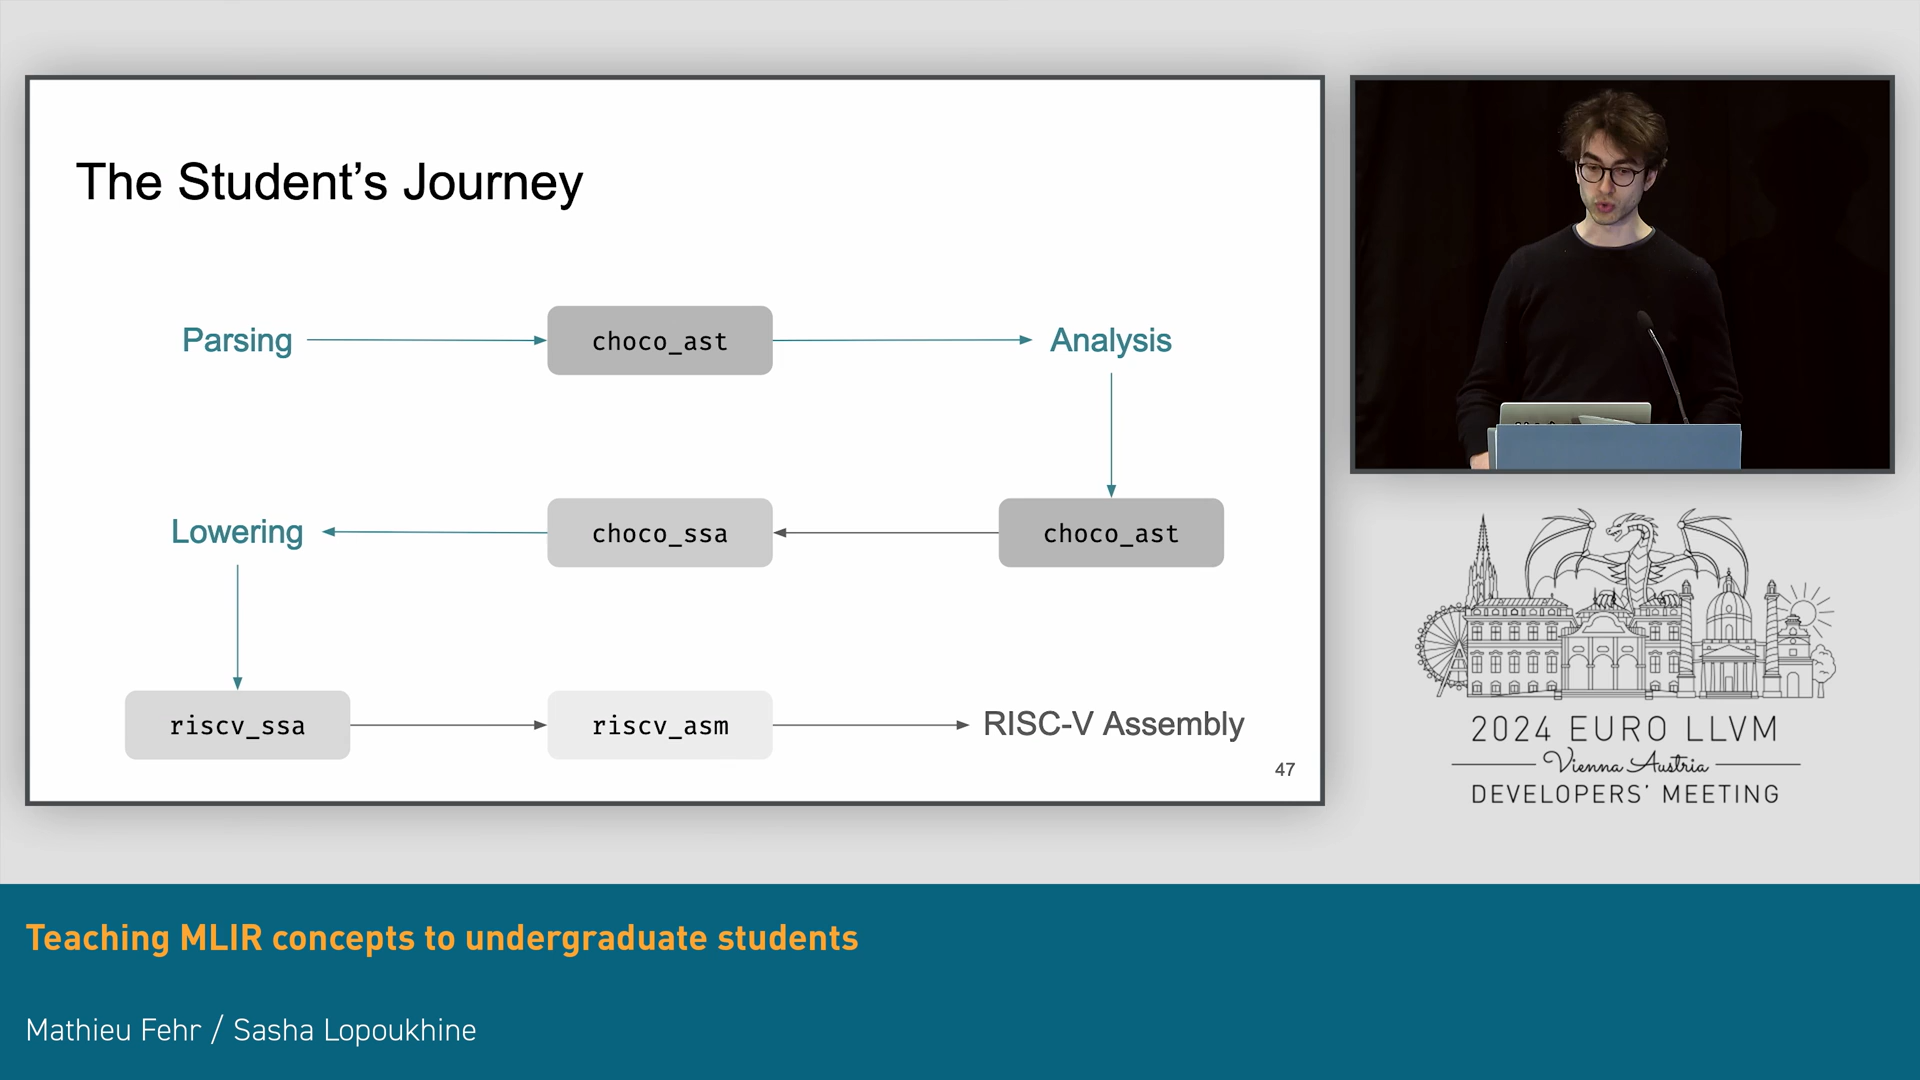 The Student’s Journey
Parsing
choco_ast
Analysis
Lowering
choco_ssa
choco_ast
riscv_ssa
riscv_asm
RISC-V Assembly
47
2024 EURO LLVM
Vienna Austria
DEVELOPERS’ MEETING
Teaching MLIR concepts to undergraduate students
Mathieu Fehr / Sasha Lopoukhine